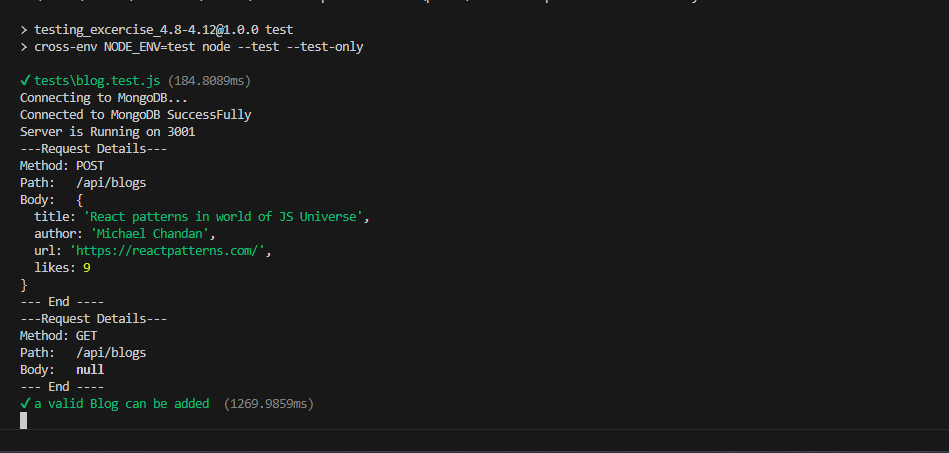 > testing_excercise_4.8-4.12@1.0.0 test
> cross-env NODE_ENV=test node --test --test-only
✓ tests\blog.test.js (184.8089ms)
Connecting to MongoDB...
Connected to MongoDB SuccessFully
Server is Running on 3001
---Request Details---
Method: POST
Path:   /api/blogs
Body:   {
  title: 'React patterns in world of JS Universe',
  author: 'Michael Chandan',
  url: 'https://reactpatterns.com/',
  likes: 9
}
--- End ----
---Request Details---
Method: GET
Path:   /api/blogs
Body:   null
--- End ----
✓ a valid Blog can be added  (1269.9859ms)